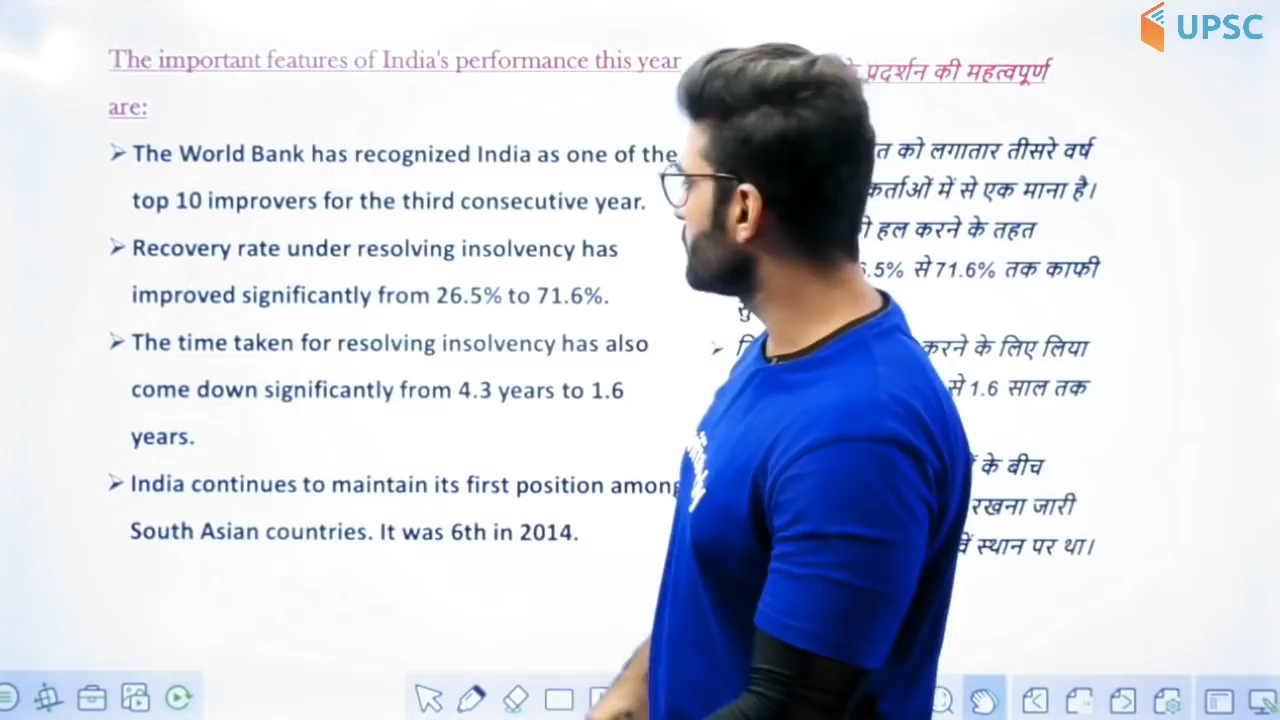 UPSC
The important features of India's performance this year
are:
➢ The World Bank has recognized India as one of the
top 10 improvers for the third consecutive year.
➢ Recovery rate under resolving insolvency has
improved significantly from 26.5% to 71.6%.
➢ The time taken for resolving insolvency has also
come down significantly from 4.3 years to 1.6
years.
➢ India continues to maintain its first position among
South Asian countries. It was 6th in 2014.
प्रदर्शन की महत्वपूर्ण
को लगातार तीसरे वर्ष
में से एक माना है।
हल करने के तहत
से 71.6% तक काफी
➢
करने के लिए लिया
से 1.6 साल तक
के बीच
रखना जारी
स्थान पर था।